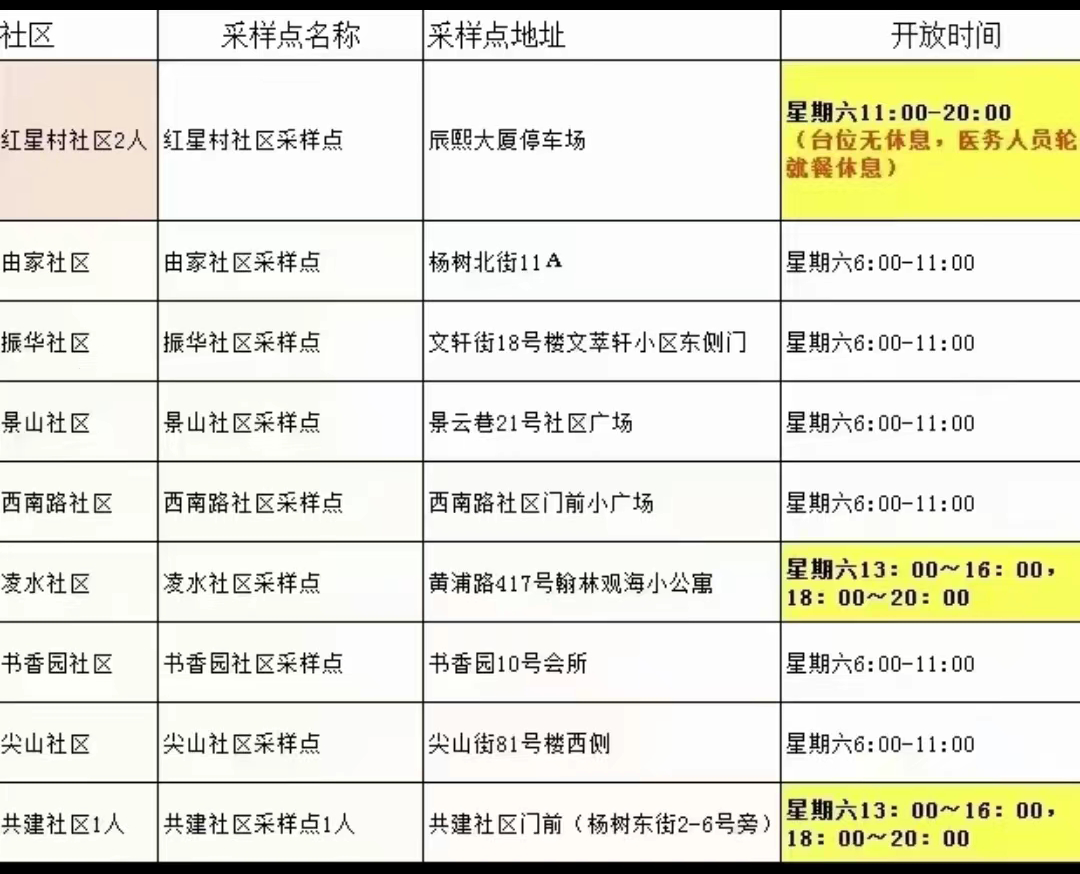 社区 采样点名称 采样点地址 开放时间
红星村社区2人 红星村社区采样点 辰熙大厦停车场 星期六11:00-20:00
（台位无休息，医务人员轮
就餐休息）
由家社区 由家社区采样点 杨树北街11A 星期六6:00-11:00
振华社区 振华社区采样点 文轩街18号楼文萃轩小区东侧门 星期六6:00-11:00
景山社区 景山社区采样点 景云巷21号社区广场 星期六6:00-11:00
西南路社区 西南路社区采样点 西南路社区门前小广场 星期六6:00-11:00
凌水社区 凌水社区采样点 黄浦路417号翰林观海小公寓 星期六13：00～16：00，
18：00～20：00
书香园社区 书香园社区采样点 书香园10号会所 星期六6:00-11:00
尖山社区 尖山社区采样点 尖山街81号楼西侧 星期六6:00-11:00
共建社区1人 共建社区采样点1人 共建社区门前（杨树东街2-6号旁） 星期六13：00～16：00，
18：00～20：00